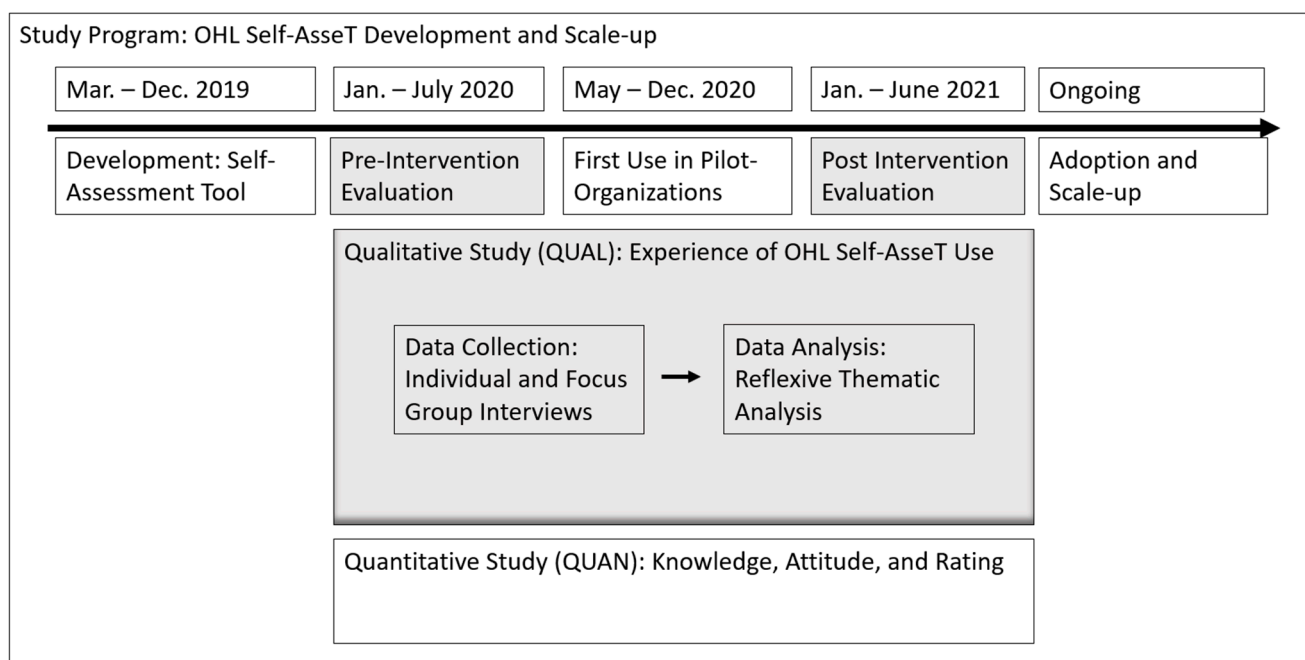 Study Program: OHL Self-AsseT Development and Scale-up
Mar. – Dec. 2019
Jan. – July 2020
May – Dec. 2020
Jan. – June 2021
Ongoing
Development: Self-
Assessment Tool
Pre-Intervention
Evaluation
First Use in Pilot-
Organizations
Post Intervention
Evaluation
Adoption and
Scale-up
Qualitative Study (QUAL): Experience of OHL Self-AsseT Use
Data Collection:
Individual and Focus
Group Interviews
Data Analysis:
Reflexive Thematic
Analysis
Quantitative Study (QUAN): Knowledge, Attitude, and Rating